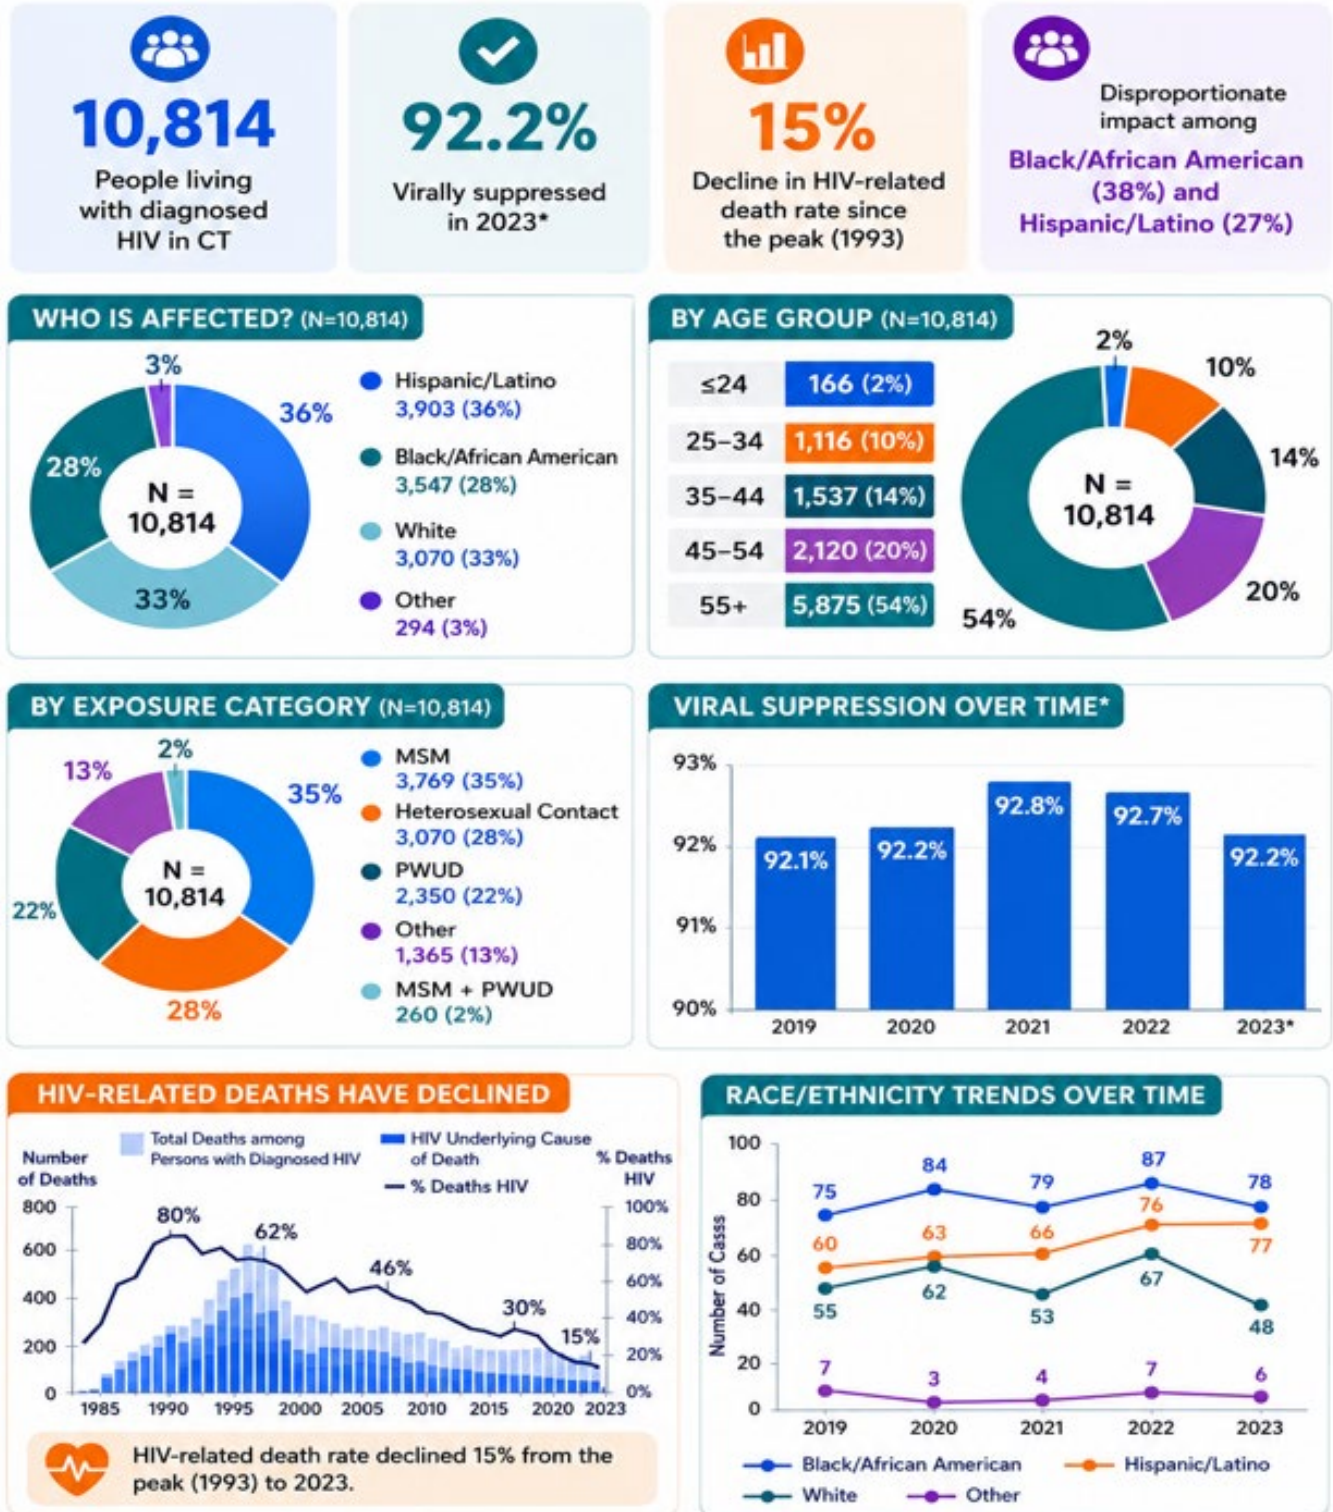 10,814
People living
with diagnosed
HIV in CT
92.2%
Virally suppressed
in 2023*
15%
Decline in HIV-related
death rate since
the peak (1993)
Disproportionate
impact among
Black/African American
(38%) and
Hispanic/Latino (27%)
WHO IS AFFECTED? (N=10,814)
3%
36%
28%
33%
N =
10,814
Hispanic/Latino
3,903 (36%)
Black/African American
3,547 (28%)
White
3,070 (33%)
Other
294 (3%)
BY AGE GROUP (N=10,814)
≤24 166 (2%)
25–34 1,116 (10%)
35–44 1,537 (14%)
45–54 2,120 (20%)
55+ 5,875 (54%)
2%
10%
14%
20%
54%
N =
10,814
BY EXPOSURE CATEGORY (N=10,814)
2%
13%
35%
22%
28%
N =
10,814
MSM
3,769 (35%)
Heterosexual Contact
3,070 (28%)
PWUD
2,350 (22%)
Other
1,365 (13%)
MSM + PWUD
260 (2%)
VIRAL SUPPRESSION OVER TIME*
93%
92%
91%
90%
92.1%
92.2%
92.8%
92.7%
92.2%
2019 2020 2021 2022 2023*
HIV-RELATED DEATHS HAVE DECLINED
Number
of Deaths
Total Deaths among
Persons with Diagnosed HIV
HIV Underlying Cause
of Death
% Deaths HIV
% Deaths
HIV
800
600
400
200
0
100%
80%
60%
40%
20%
0%
80%
62%
46%
30%
15%
1985 1990 1995 2000 2005 2010 2015 2020 2023
HIV-related death rate declined 15% from the
peak (1993) to 2023.
RACE/ETHNICITY TRENDS OVER TIME
Number of Casss
100
80
60
40
20
0
75 84 79 87 78
60 63 66 76 77
55 62 53 67 48
7 3 4 7 6
2019 2020 2021 2022 2023
Black/African American
Hispanic/Latino
White
Other